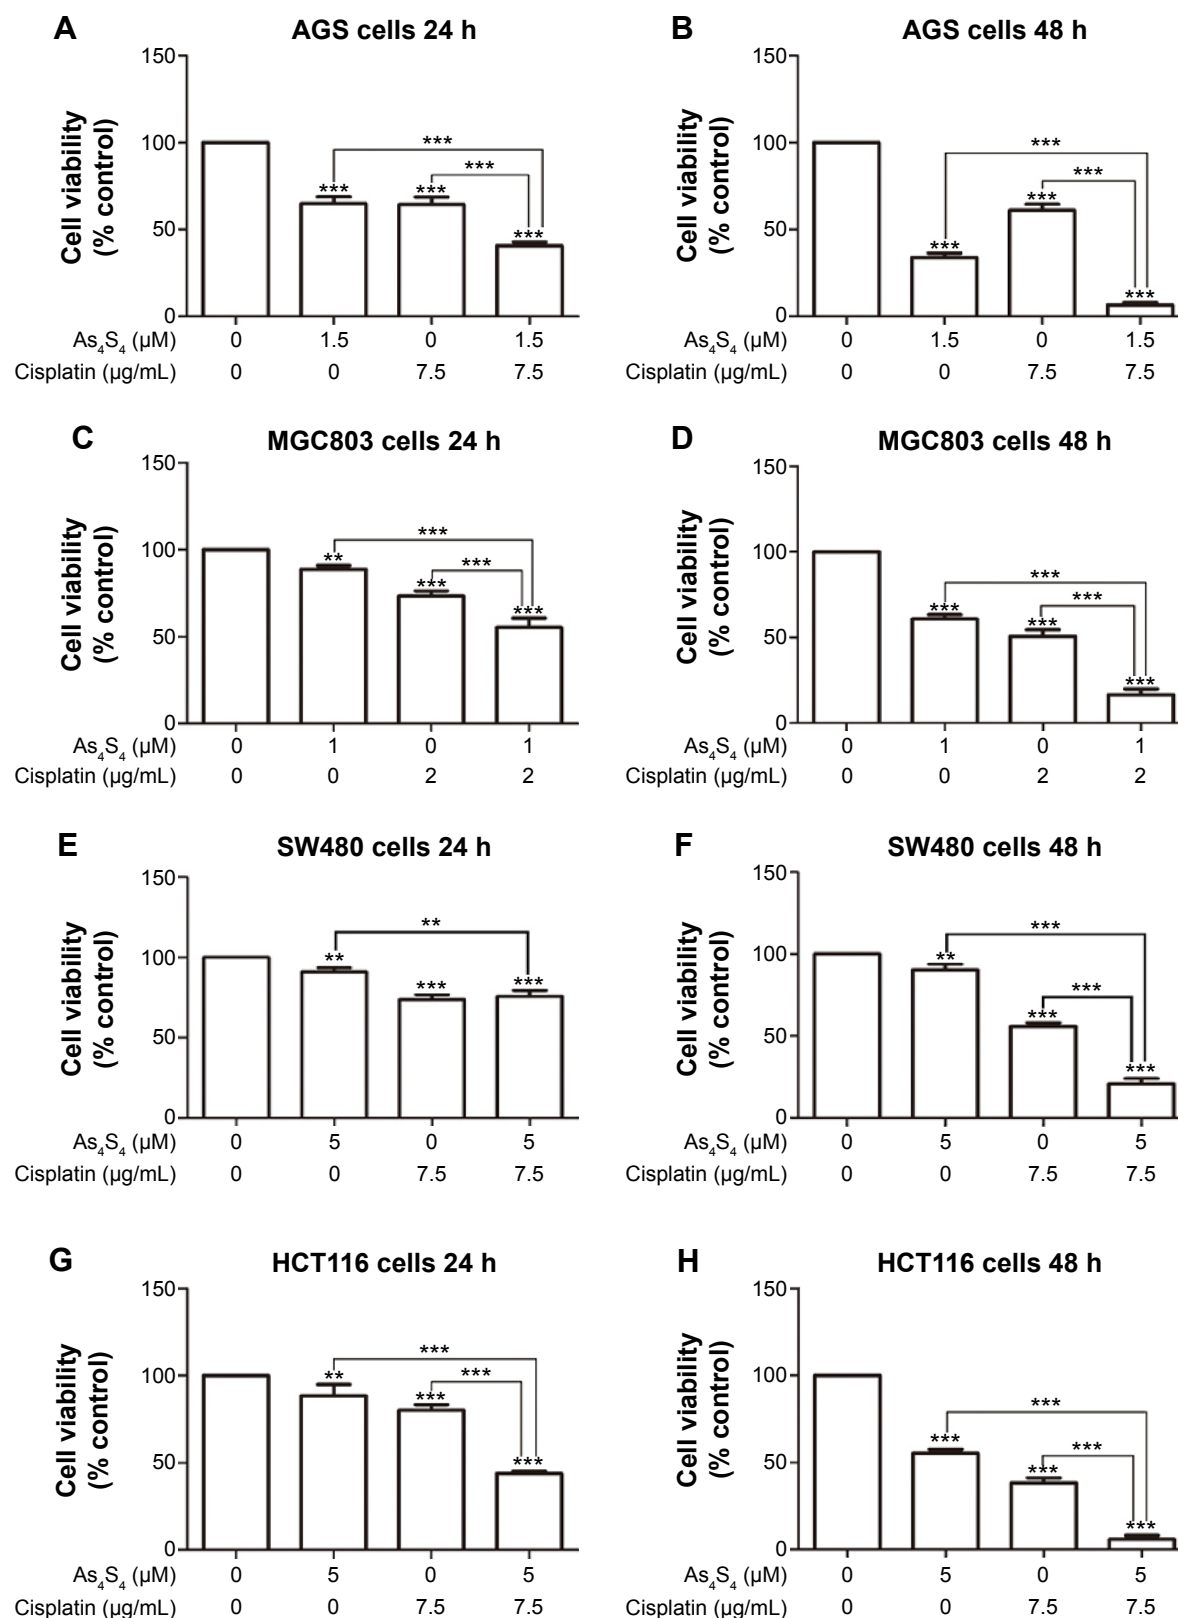 A AGS cells 24 h
Cell viability
(% control)
150
100
50
0
***
***
***
***
***
As₄S₄ (µM) 0 1.5 0 1.5
Cisplatin (µg/mL) 0 0 7.5 7.5
B AGS cells 48 h
Cell viability
(% control)
150
100
50
0
***
***
***
***
***
As₄S₄ (µM) 0 1.5 0 1.5
Cisplatin (µg/mL) 0 0 7.5 7.5
C MGC803 cells 24 h
Cell viability
(% control)
150
100
50
0
***
**
***
***
***
As₄S₄ (µM) 0 1 0 1
Cisplatin (µg/mL) 0 0 2 2
D MGC803 cells 48 h
Cell viability
(% control)
150
100
50
0
***
***
***
***
***
As₄S₄ (µM) 0 1 0 1
Cisplatin (µg/mL) 0 0 2 2
E SW480 cells 24 h
Cell viability
(% control)
150
100
50
0
**
**
***
***
As₄S₄ (µM) 0 5 0 5
Cisplatin (µg/mL) 0 0 7.5 7.5
F SW480 cells 48 h
Cell viability
(% control)
150
100
50
0
***
**
***
***
***
As₄S₄ (µM) 0 5 0 5
Cisplatin (µg/mL) 0 0 7.5 7.5
G HCT116 cells 24 h
Cell viability
(% control)
150
100
50
0
***
**
***
***
***
As₄S₄ (µM) 0 5 0 5
Cisplatin (µg/mL) 0 0 7.5 7.5
H HCT116 cells 48 h
Cell viability
(% control)
150
100
50
0
***
***
***
***
***
As₄S₄ (µM) 0 5 0 5
Cisplatin (µg/mL) 0 0 7.5 7.5